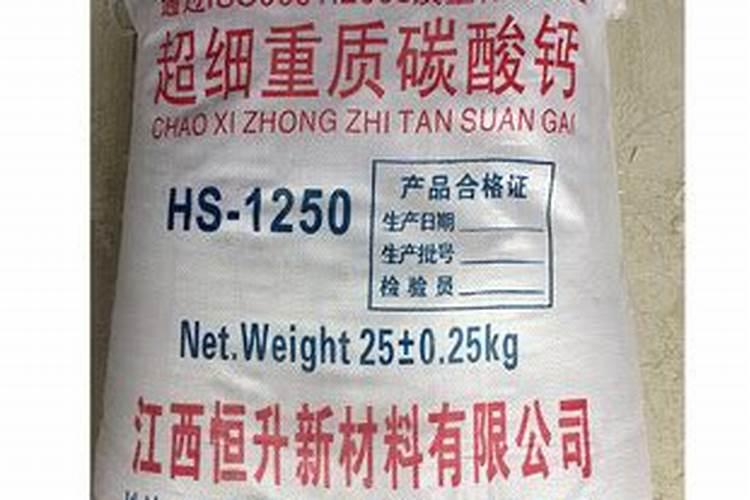 超细重质碳酸钙
CHAO XI ZHONG ZHI TAN SUAN GAI
HS-1250
产品合格证
生产日期
生产批号
检验员
Net.Weight 25±0.25kg
江西恒升新材料有限公司